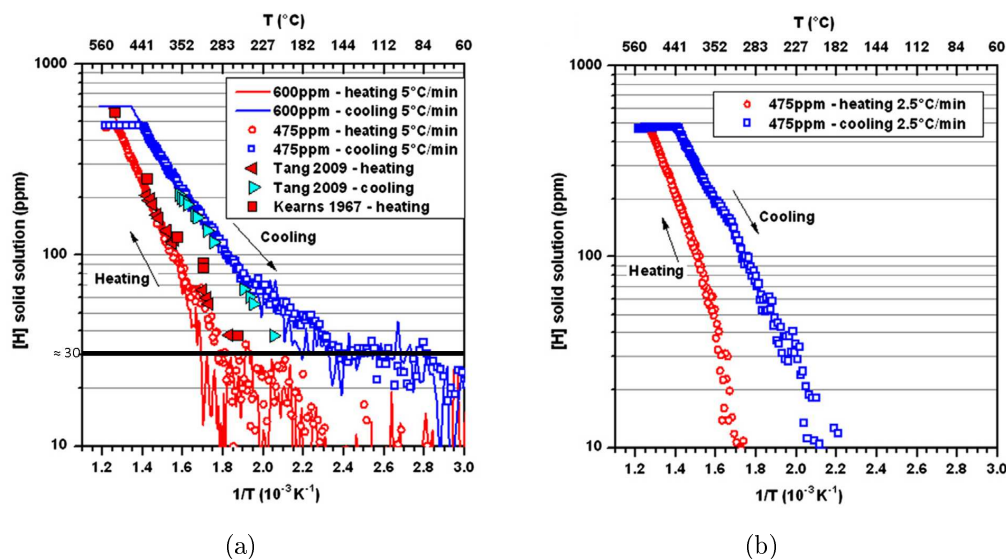 T (°C)
560 441 352 283 227 182 144 112 84 60
1000
100
≈ 30
10
[H] solid solution (ppm)
600ppm - heating 5°C/min
600ppm - cooling 5°C/min
475ppm - heating 5°C/min
475ppm - cooling 5°C/min
Tang 2009 - heating
Tang 2009 - cooling
Kearns 1967 - heating
Cooling
Heating
1.2 1.4 1.6 1.8 2.0 2.2 2.4 2.6 2.8 3.0
1/T (10⁻³ K⁻¹)
(a)
T (°C)
560 441 352 283 227 182 144 112 84 60
1000
100
10
[H] solid solution (ppm)
475ppm - heating 2.5°C/min
475ppm - cooling 2.5°C/min
Cooling
Heating
1.2 1.4 1.6 1.8 2.0 2.2 2.4 2.6 2.8 3.0
1/T (10⁻³ K⁻¹)
(b)